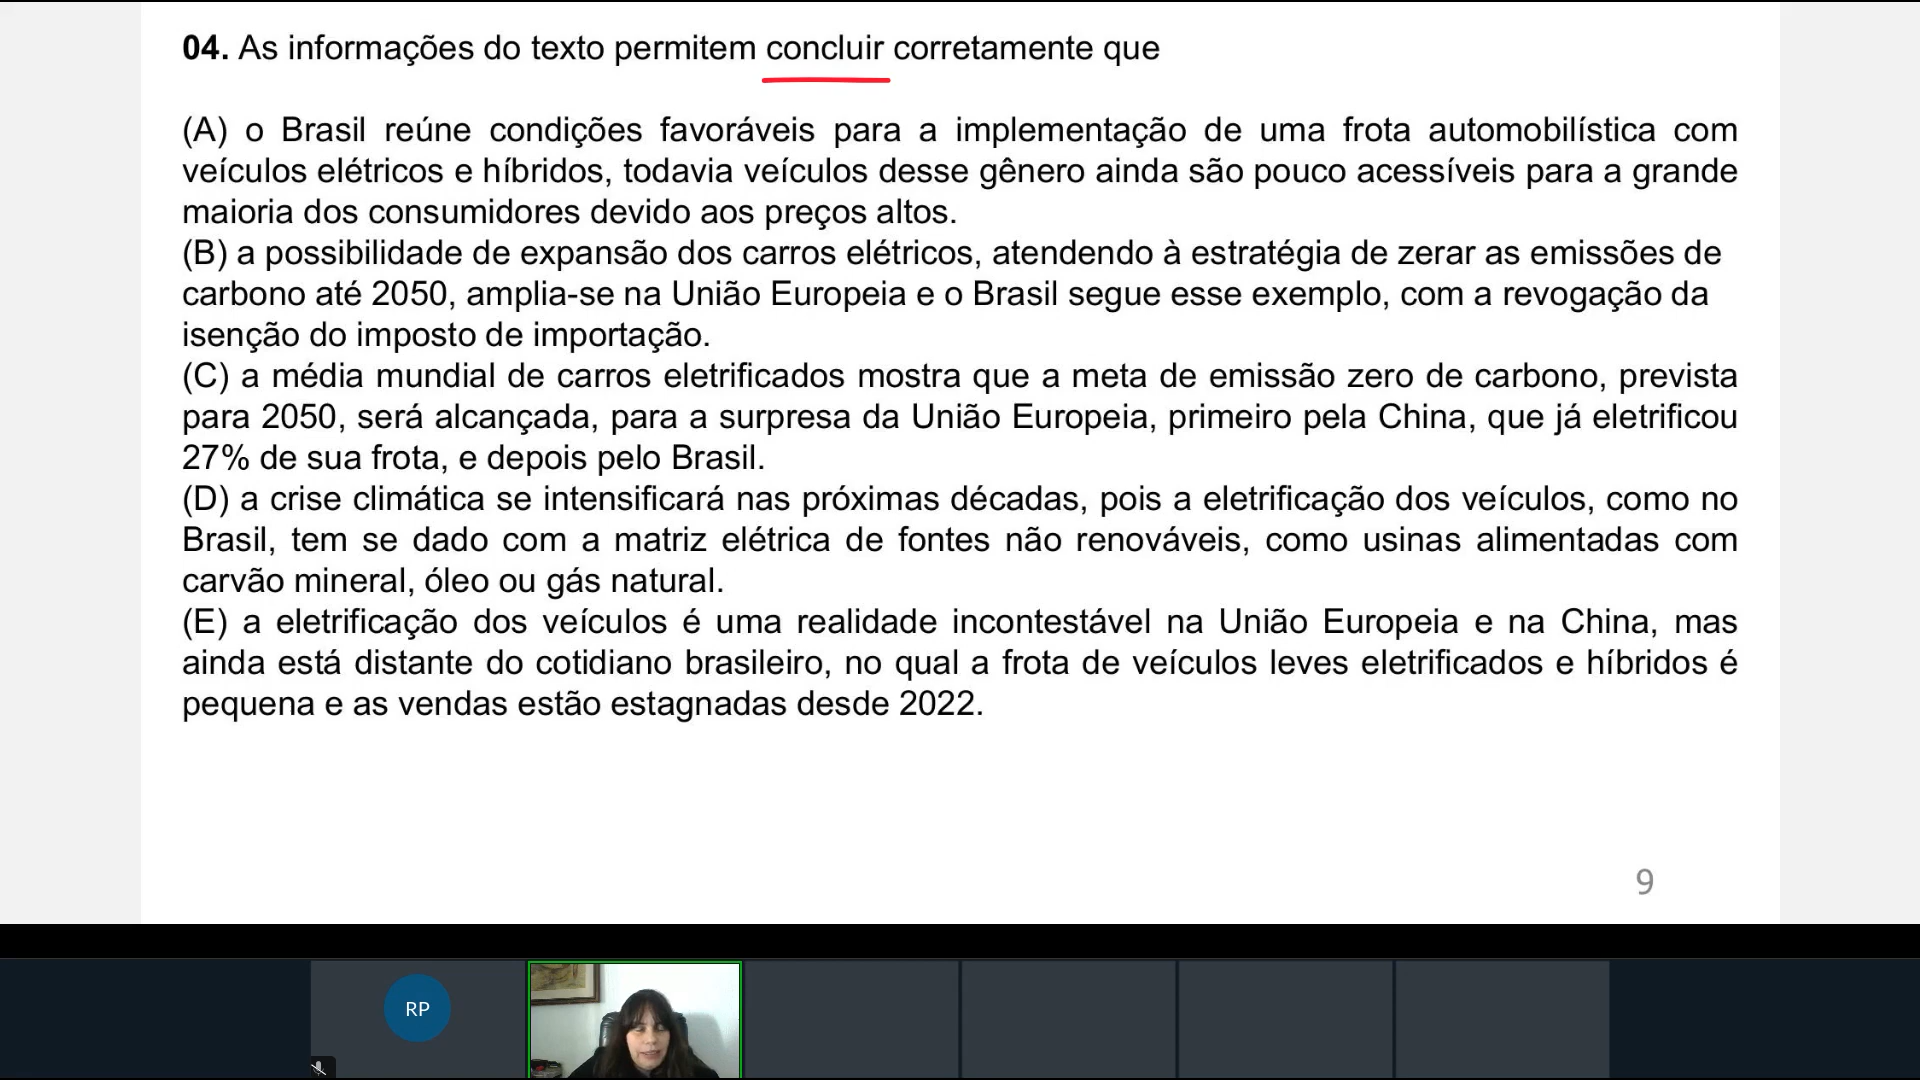 04. As informações do texto permitem concluir corretamente que
(A) o Brasil reúne condições favoráveis para a implementação de uma frota automobilística com
veículos elétricos e híbridos, todavia veículos desse gênero ainda são pouco acessíveis para a grande
maioria dos consumidores devido aos preços altos.
(B) a possibilidade de expansão dos carros elétricos, atendendo à estratégia de zerar as emissões de
carbono até 2050, amplia-se na União Europeia e o Brasil segue esse exemplo, com a revogação da
isenção do imposto de importação.
(C) a média mundial de carros eletrificados mostra que a meta de emissão zero de carbono, prevista
para 2050, será alcançada, para a surpresa da União Europeia, primeiro pela China, que já eletrificou
27% de sua frota, e depois pelo Brasil.
(D) a crise climática se intensificará nas próximas décadas, pois a eletrificação dos veículos, como no
Brasil, tem se dado com a matriz elétrica de fontes não renováveis, como usinas alimentadas com
carvão mineral, óleo ou gás natural.
(E) a eletrificação dos veículos é uma realidade incontestável na União Europeia e na China, mas
ainda está distante do cotidiano brasileiro, no qual a frota de veículos leves eletrificados e híbridos é
pequena e as vendas estão estagnadas desde 2022.
9
RP